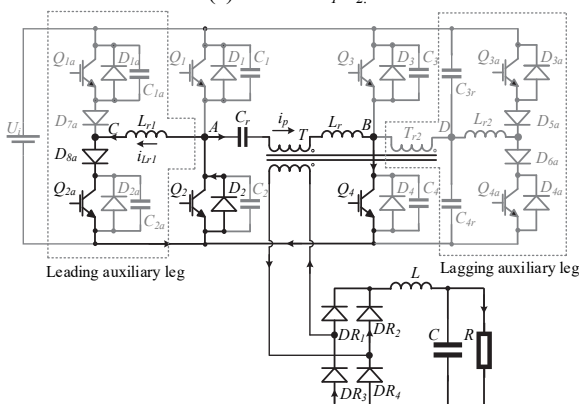 Q1a D1a C1a Q1 D1 C1 Q3 D3 C3 C3r Q3a D3a C3a
Ui D7a C Lr1 A Cr ip T Lr B Tr2 D Lr2 D5a
D8a iLr1 D6a
Q2a D2a C2a Q2 D2 C2 Q4 D4 C4 C4r Q4a D4a C4a
Leading auxiliary leg Lagging auxiliary leg
L
DR1 DR2 C R
DR3 DR4